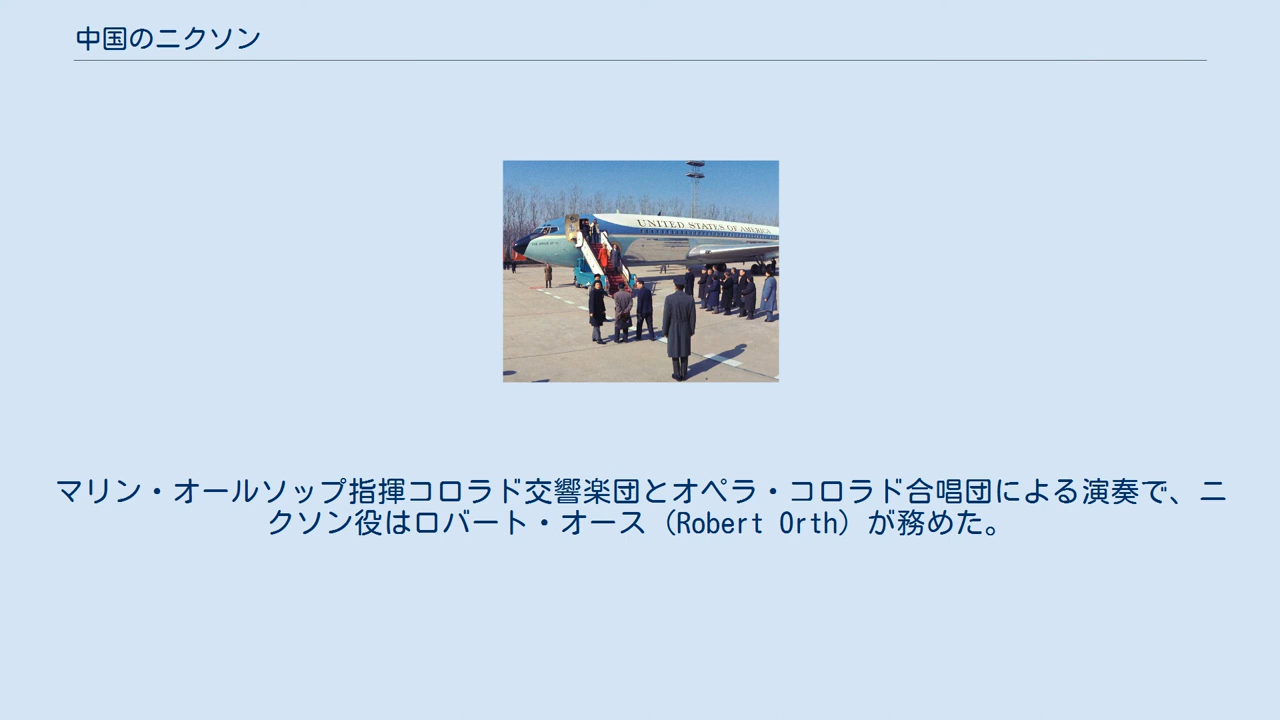 中国のニクソン
UNITED STATES OF AMERICA
マリン・オールソップ指揮コロラド交響楽団とオペラ・コロラド合唱団による演奏で、ニ
クソン役はロバート・オース（Robert Orth）が務めた。